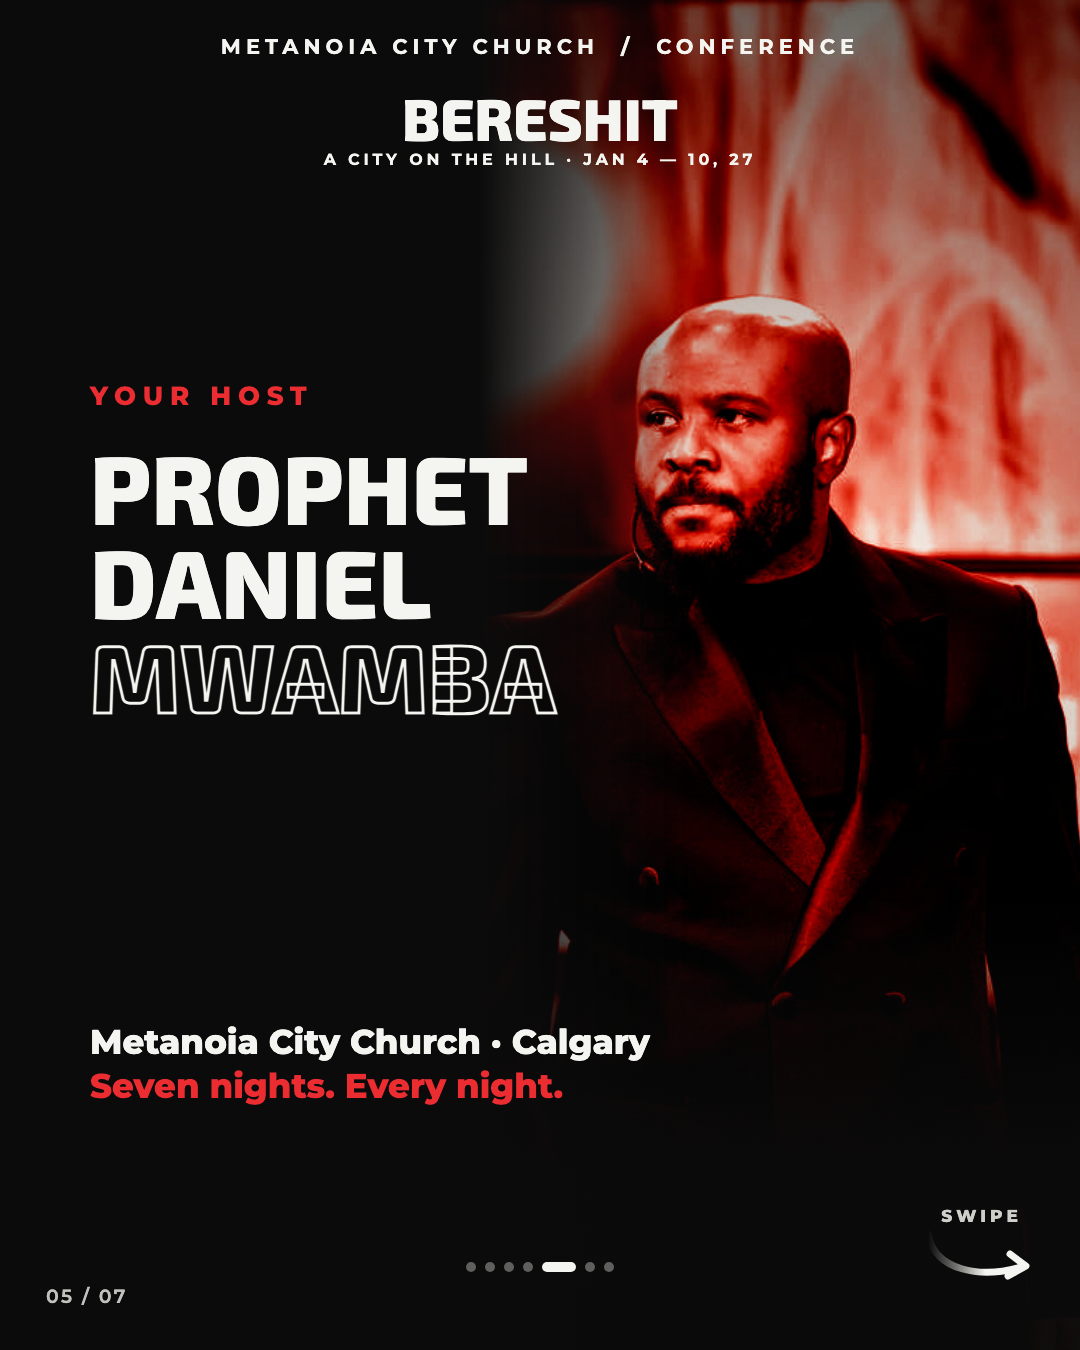 METANOIA CITY CHURCH / CONFERENCE
BERESHIT
A CITY ON THE HILL · JAN 4 — 10, 27
YOUR HOST
PROPHET
DANIEL
MWAMBA
Metanoia City Church · Calgary
Seven nights. Every night.
SWIPE
05 / 07